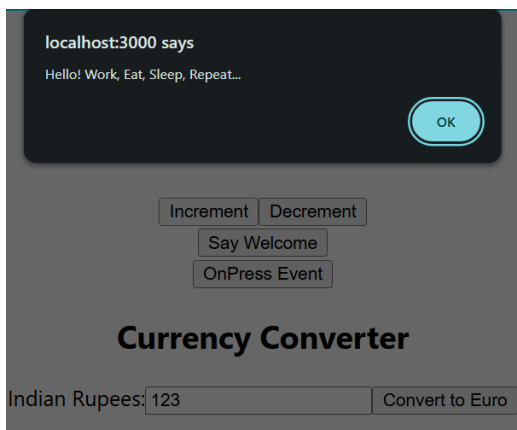 localhost:3000 says
Hello! Work, Eat, Sleep, Repeat...
OK
Increment Decrement
Say Welcome
OnPress Event
Currency Converter
Indian Rupees: 123 Convert to Euro